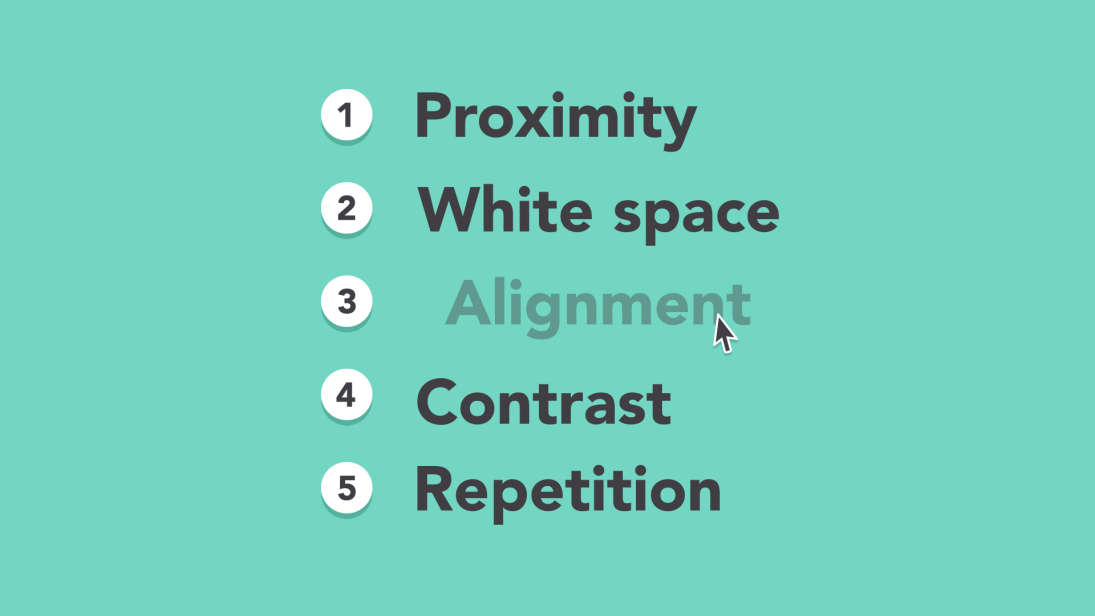 1 Proximity
2 White space
3 Alignment
4 Contrast
5 Repetition